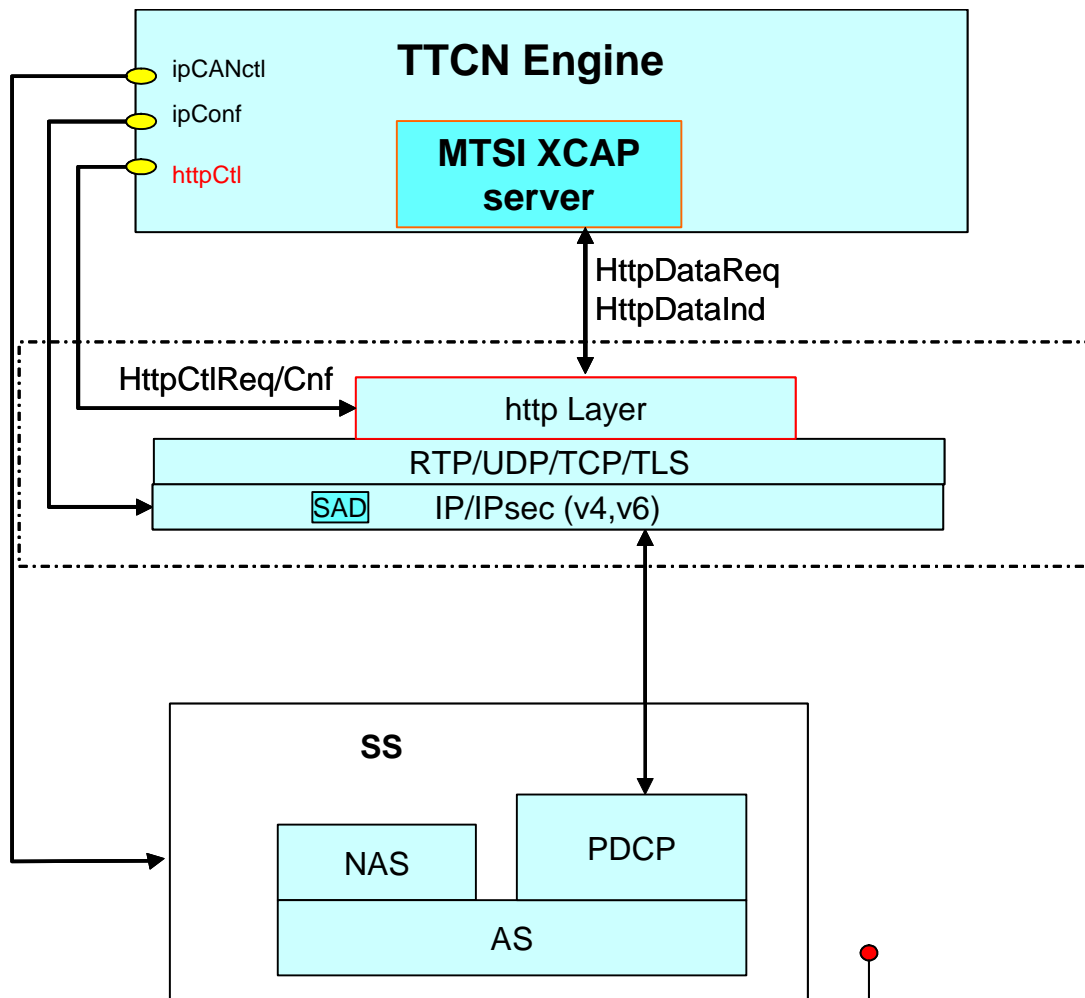 TTCN Engine
ipCANctl
ipConf
httpCtl
MTSI XCAP
server
HttpDataReq
HttpDataInd
HttpCtlReq/Cnf
http Layer
RTP/UDP/TCP/TLS
SAD
IP/IPsec (v4,v6)
SS
NAS
PDCP
AS